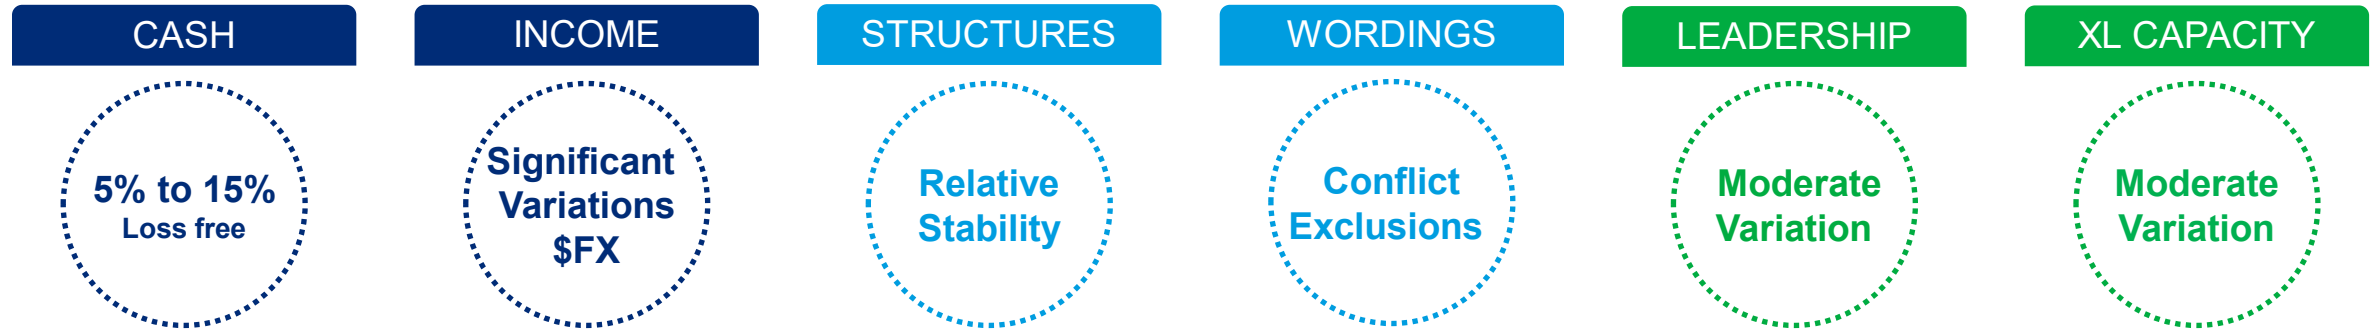 CASH
5% to 15%
Loss free
INCOME
Significant
Variations
$FX
STRUCTURES
Relative
Stability
WORDINGS
Conflict
Exclusions
LEADERSHIP
Moderate
Variation
XL CAPACITY
Moderate
Variation